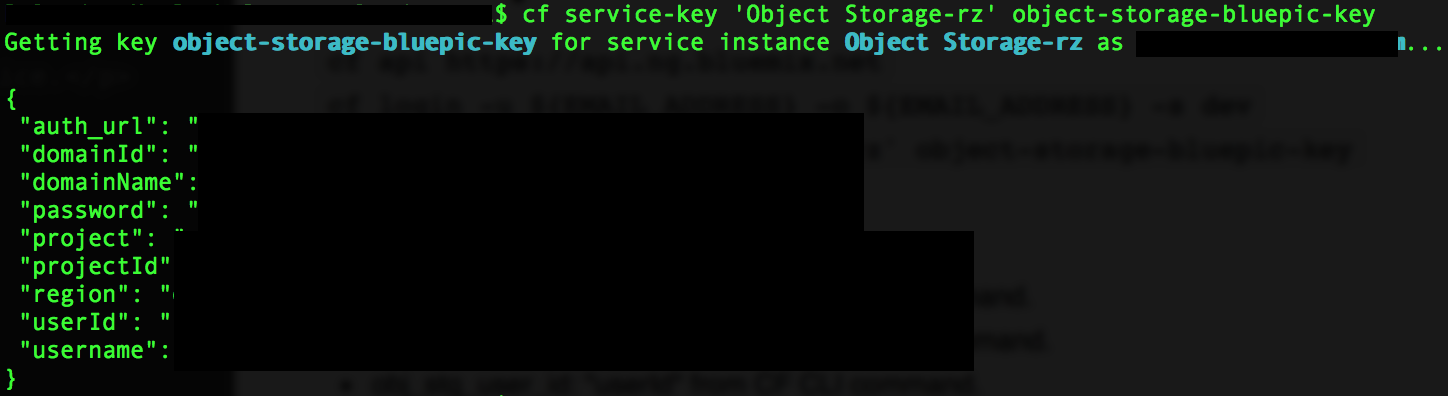 $ cf service-key 'Object Storage-rz' object-storage-bluepic-key
Getting key object-storage-bluepic-key for service instance Object Storage-rz as ...
{
"auth_url": "
"domainId": "
"domainName":
"password": "
"project": "
"projectId"
"region": "
"userId": "
"username":
}